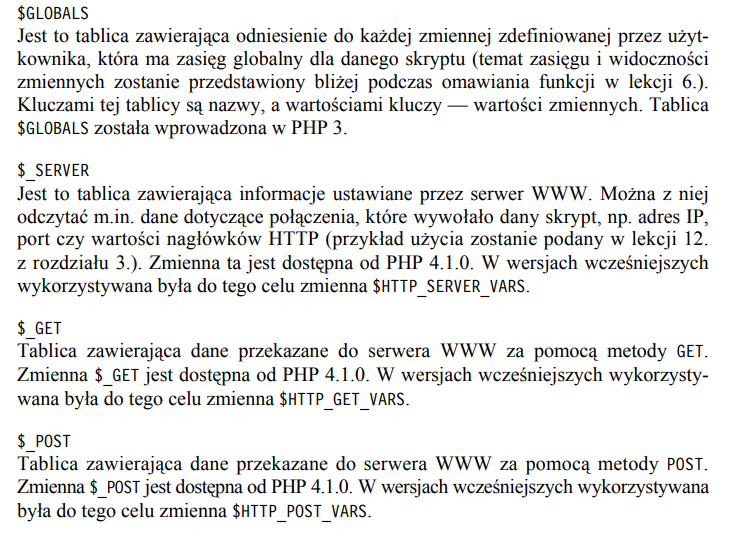 $GLOBALS
Jest to tablica zawierająca odniesienie do każdej zmiennej zdefiniowanej przez użyt-
kownika, która ma zasięg globalny dla danego skryptu (temat zasięgu i widoczności
zmiennych zostanie przedstawiony bliżej podczas omawiania funkcji w lekcji 6.).
Kluczami tej tablicy są nazwy, a wartościami kluczy — wartości zmiennych. Tablica
$GLOBALS została wprowadzona w PHP 3.
$_SERVER
Jest to tablica zawierająca informacje ustawiane przez serwer WWW. Można z niej
odczytać m.in. dane dotyczące połączenia, które wywołało dany skrypt, np. adres IP,
port czy wartości nagłówków HTTP (przykład użycia zostanie podany w lekcji 12.
z rozdziału 3.). Zmienna ta jest dostępna od PHP 4.1.0. W wersjach wcześniejszych
wykorzystywana była do tego celu zmienna $HTTP_SERVER_VARS.
$_GET
Tablica zawierająca dane przekazane do serwera WWW za pomocą metody GET.
Zmienna $_GET jest dostępna od PHP 4.1.0. W wersjach wcześniejszych wykorzysty-
wana była do tego celu zmienna $HTTP_GET_VARS.
$_POST
Tablica zawierająca dane przekazane do serwera WWW za pomocą metody POST.
Zmienna $_POST jest dostępna od PHP 4.1.0. W wersjach wcześniejszych wykorzystywana
była do tego celu zmienna $HTTP_POST_VARS.